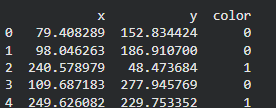 x y color
0 79.408289 152.834424 0
1 98.046263 186.910700 0
2 240.578979 48.473684 1
3 109.687183 277.945769 0
4 249.626082 229.753352 1